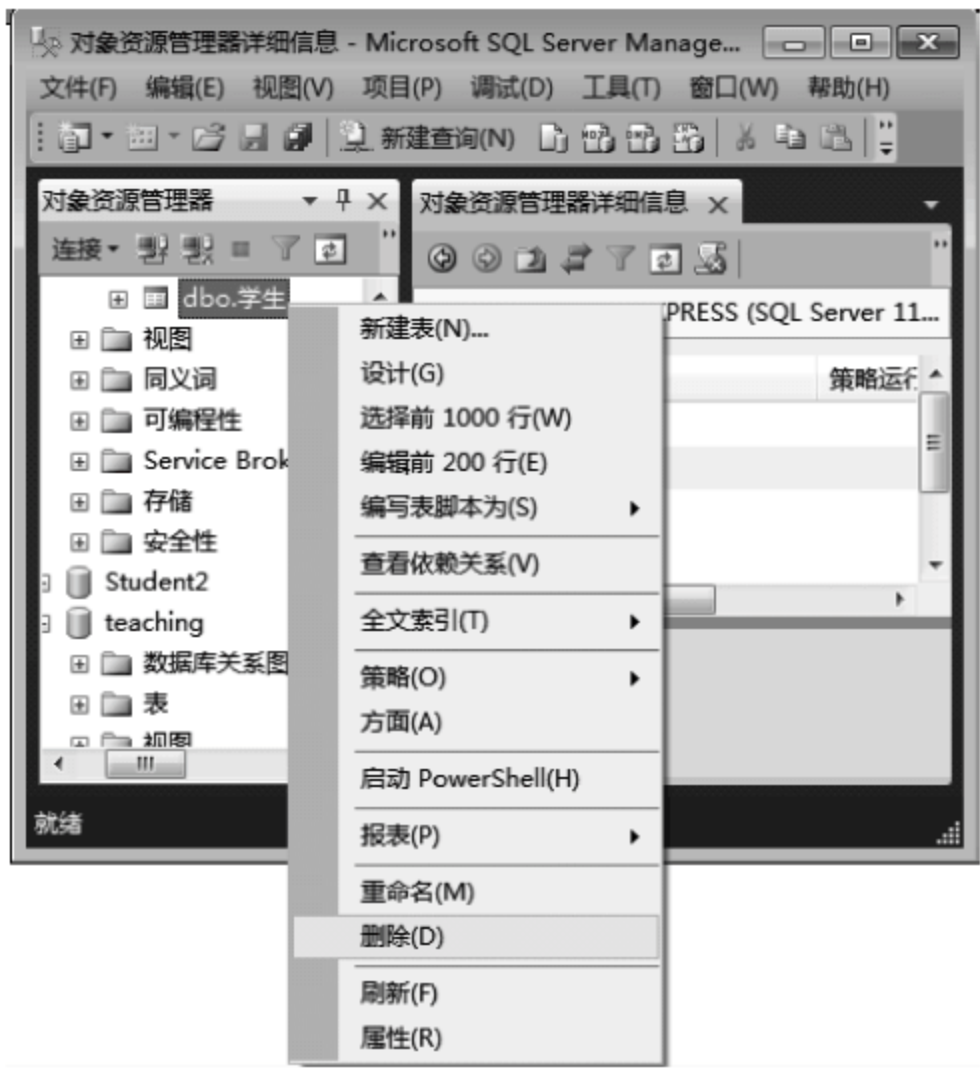 对象资源管理器详细信息 - Microsoft SQL Server Manage...
文件(F) 编辑(E) 视图(V) 项目(P) 调试(D) 工具(T) 窗口(W) 帮助(H)
新建查询(N)
对象资源管理器
连接
dbo.学生
视图
同义词
可编程性
Service Brok
存储
安全性
Student2
teaching
数据库关系图
表
视图
就绪
对象资源管理器详细信息
PRESS (SQL Server 11...
策略运行
新建表(N)...
设计(G)
选择前 1000 行(W)
编辑前 200 行(E)
编写表脚本为(S)
查看依赖关系(V)
全文索引(T)
策略(O)
方面(A)
启动 PowerShell(H)
报表(P)
重命名(M)
删除(D)
刷新(F)
属性(R)